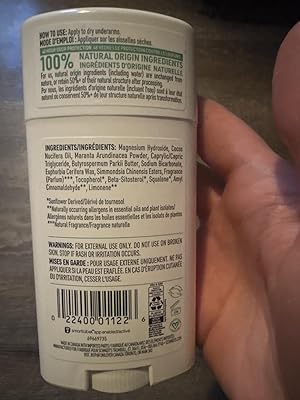 HOW TO USE: Apply to dry underarms.
MODE D'EMPLOI: Appliquer sur les aisselles sèches.
100% NATURAL ORIGIN INGREDIENTS
INGRÉDIENTS D'ORIGINE NATURELLE
For us, natural origin ingredients (including water) are unchanged from
nature, or retain 50%+ of their natural structure after processing.
Pour nous, les ingrédients d'origine naturelle (incluant l'eau) sont à leur état vital
naturel ou conservent 50%+ de leur structure naturelle après transformation.
INGREDIENTS/INGRÉDIENTS: Magnesium Hydroxide, Cocos
Nucifera Oil, Maranta Arundinacea Powder, Caprylic/Capric
Triglyceride, Butyrospermum Parkii Butter, Sodium Bicarbonate,
Euphorbia Cerifera Wax, Simmondsia Chinensis Esters, Fragrance
(Parfum)***, Tocopherol*, Beta-Sitosterol*, Squalene*, Amyl
Cinnamaldehyde**, Limonene**
*Sunflower Derived/Dérivé de tournesol
**Naturally occurring allergens in essential oils and plant isolates/
Allergènes naturels dans les huiles essentielles et les isolats de plantes
***Natural Fragrance/Fragrance naturelle
WARNINGS: FOR EXTERNAL USE ONLY. DO NOT USE ON BROKEN
SKIN. STOP USE IF RASH OR IRRITATION OCCURS.
MISES EN GARDE: POUR USAGE EXTERNE SEULEMENT. NE PAS
APPLIQUER SI LA PEAU EST ÉRAFLÉE. EN CAS D'ÉRUPTION CUTANÉE
OU D'IRRITATION, CESSER L'USAGE.
0 22400 01122 6
69669735